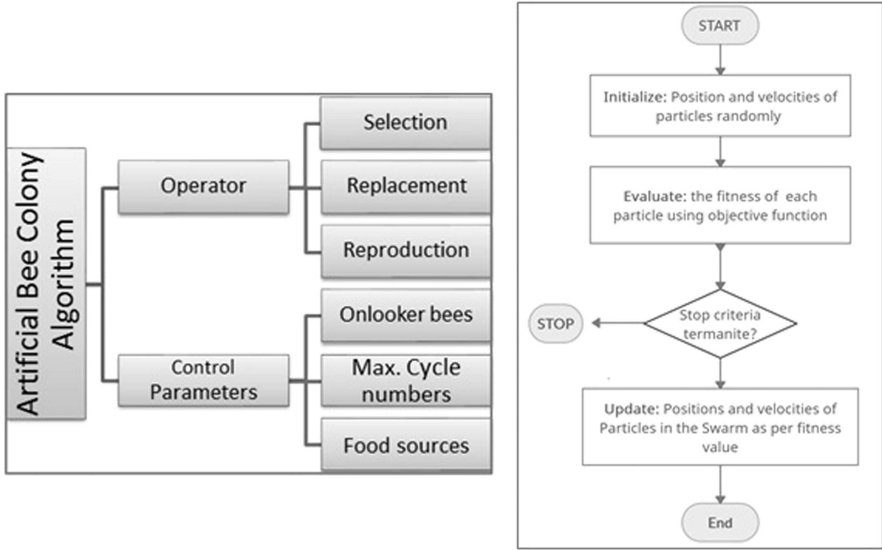 Artificial Bee Colony
Algorithm
Operator
Selection
Replacement
Reproduction
Control
Parameters
Onlooker bees
Max. Cycle
numbers
Food sources
START
Initialize: Position and velocities of
particles randomly
Evaluate: the fitness of each
particle using objective function
Stop criteria
termanite?
STOP
Update: Positions and velocities of
Particles in the Swarm as per fitness
value
End